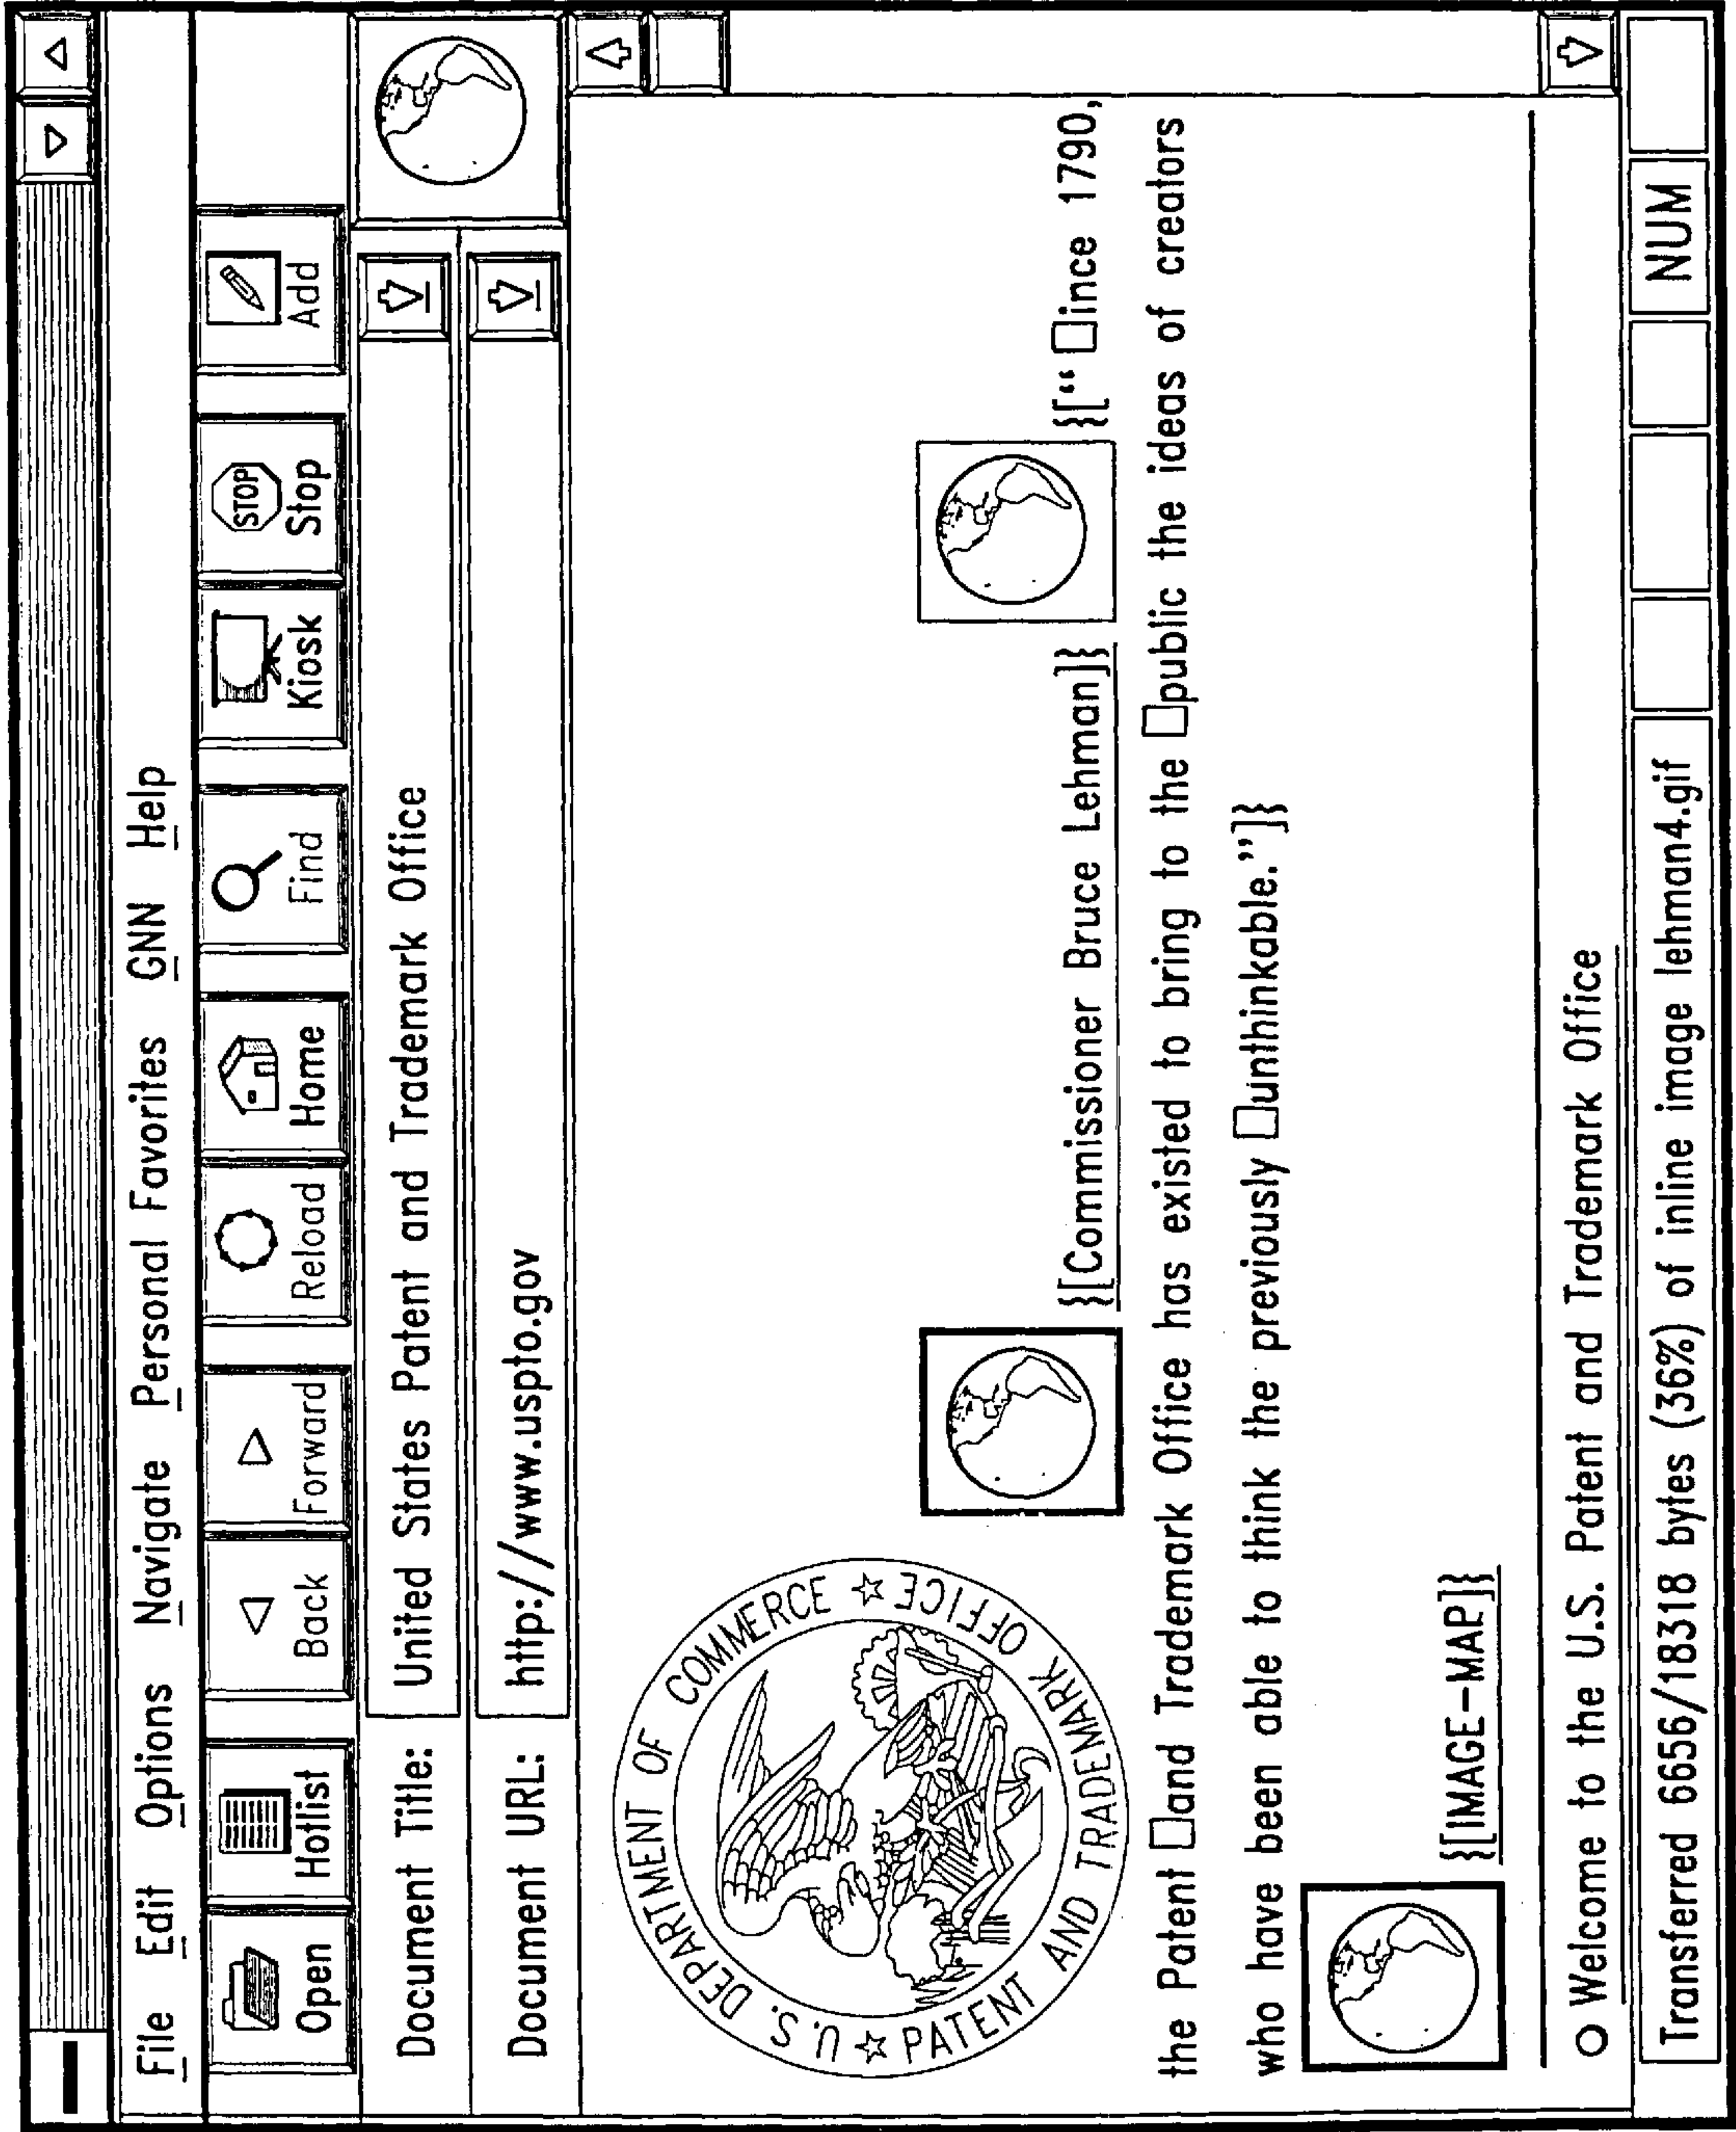 File Edit Options Navigate Personal Favorites GNN Help
Open Hotlist Back Forward Reload Home Find Kiosk STOP Stop Add
Document Title: United States Patent and Trademark Office
Document URL: http://ww.uspto.gov
U.S. DEPARTMENT OF COMMERCE ☆ PATENT AND TRADEMARK OFFICE ☆
{[Commissioner Bruce Lehman]} {[“□ince 1790,
the Patent □and Trademark Office has existed to bring to the □public the ideas of creators
who have been able to think the previously □unthinkable.”]}
{[IMAGE-MAP]}
O Welcome to the U.S. Patent and Trademark Office
Transferred 6656/18318 bytes (36%) of inline image lehman4.gif NUM